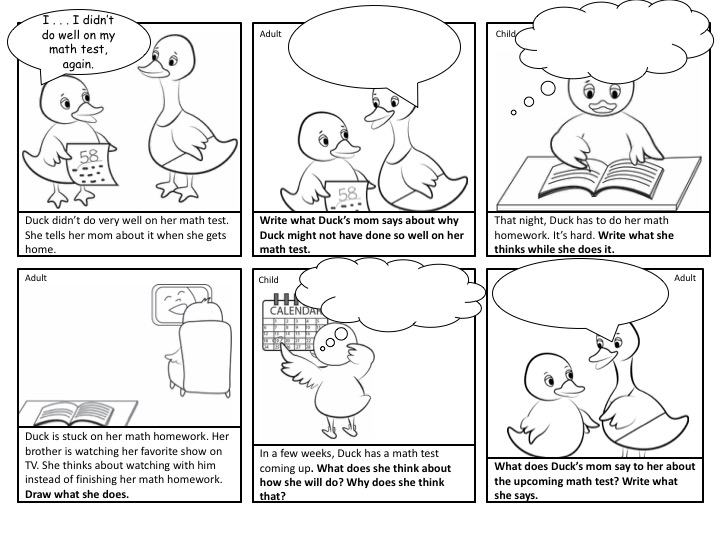 I . . . I didn't
do well on my
math test,
again.
58
Duck didn't do very well on her math test.
She tells her mom about it when she gets
home.
Adult
58
Write what Duck's mom says about why
Duck might not have done so well on her
math test.
Child
That night, Duck has to do her math
homework. It's hard. Write what she
thinks while she does it.
Adult
Duck is stuck on her math homework. Her
brother is watching her favorite show on
TV. She thinks about watching with him
instead of finishing her math homework.
Draw what she does.
Child
CALENDAR
In a few weeks, Duck has a math test
coming up. What does she think about
how she will do? Why does she think
that?
Adult
What does Duck's mom say to her about
the upcoming math test? Write what
she says.